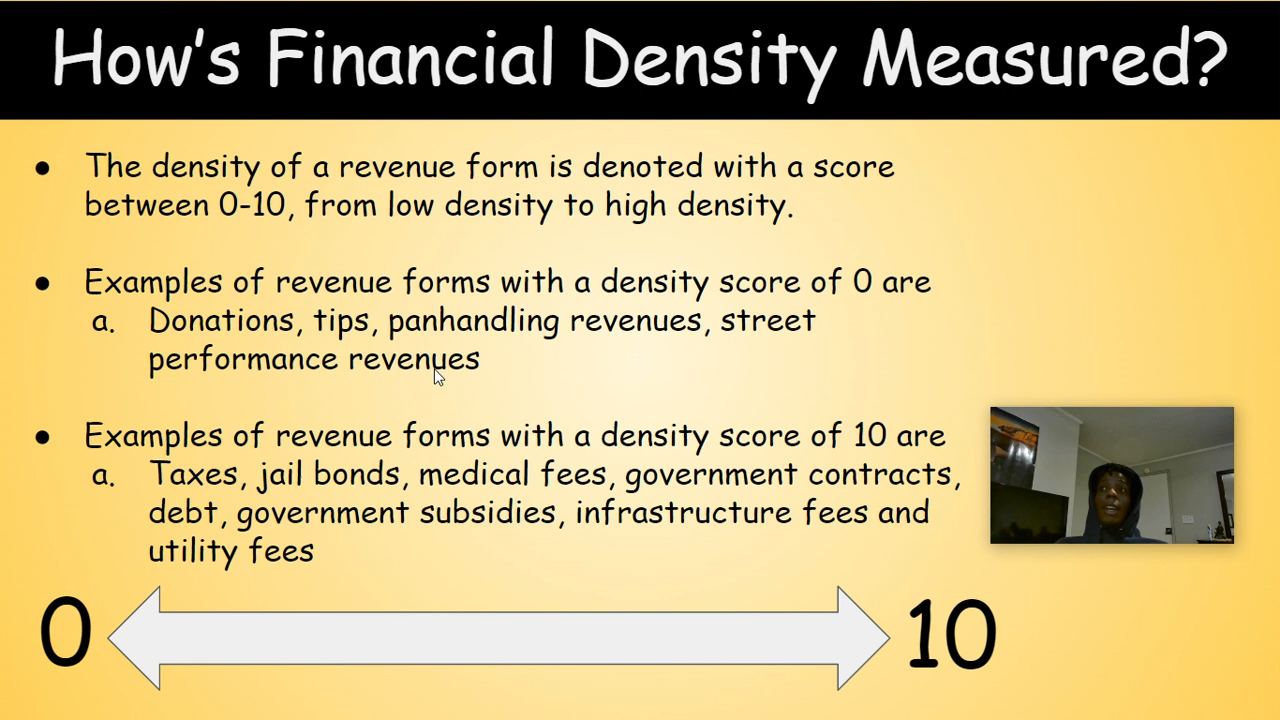 How's Financial Density Measured?
● The density of a revenue form is denoted with a score
between 0-10, from low density to high density.
● Examples of revenue forms with a density score of 0 are
a. Donations, tips, panhandling revenues, street
performance revenues
● Examples of revenue forms with a density score of 10 are
a. Taxes, jail bonds, medical fees, government contracts,
debt, government subsidies, infrastructure fees and
utility fees
0 10